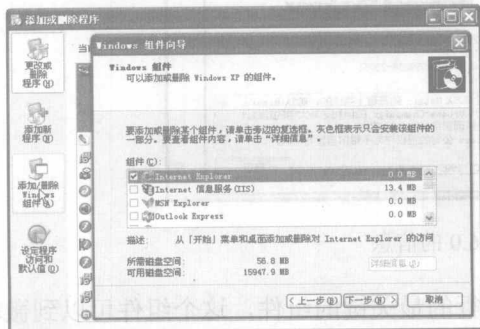 添加或删除程序
更改或
删除
程序(H)
当
添加新
程序(N)
添加/删除
Windows
组件(A)
设定程序
访问和
默认值(O)
Windows 组件向导
Windows 组件
可以添加或删除 Windows XP 的组件。
要添加或删除某个组件，请单击旁边的复选框。灰色框表示只会安装该组件的
一部分。要查看组件内容，请单击“详细信息”。
组件(C):
Internet Explorer 0.0 MB
Internet 信息服务(IIS) 13.4 MB
MSN Explorer 0.0 MB
Outlook Express 0.0 MB
描述: 从「开始」菜单和桌面添加或删除对 Internet Explorer 的访问
所需磁盘空间: 56.8 MB
可用磁盘空间: 15947.9 MB
详细信息(D)
<上一步(B)
下一步(N)>
取消